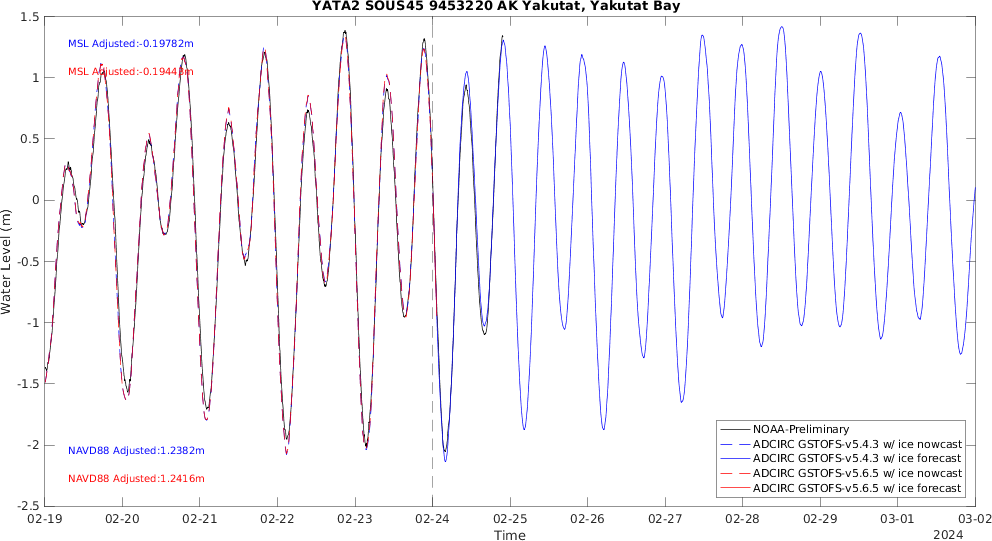 YATA2 SOUS45 9453220 AK Yakutat, Yakutat Bay
MSL Adjusted:-0.19782m
MSL Adjusted:-0.1944
NAVD88 Adjusted:1.2382m
NAVD88 Adjusted:1.2416m
Water Level (m)
1.5
1
0.5
0
-0.5
-1
-1.5
-2
-2.5
NOAA-Preliminary
ADCIRC GSTOFS-v5.4.3 w/ ice nowcast
ADCIRC GSTOFS-v5.4.3 w/ ice forecast
ADCIRC GSTOFS-v5.6.5 w/ ice nowcast
ADCIRC GSTOFS-v5.6.5 w/ ice forecast
02-19 02-20 02-21 02-22 02-23 02-24 02-25 02-26 02-27 02-28 02-29 03-01 03-02
Time
2024